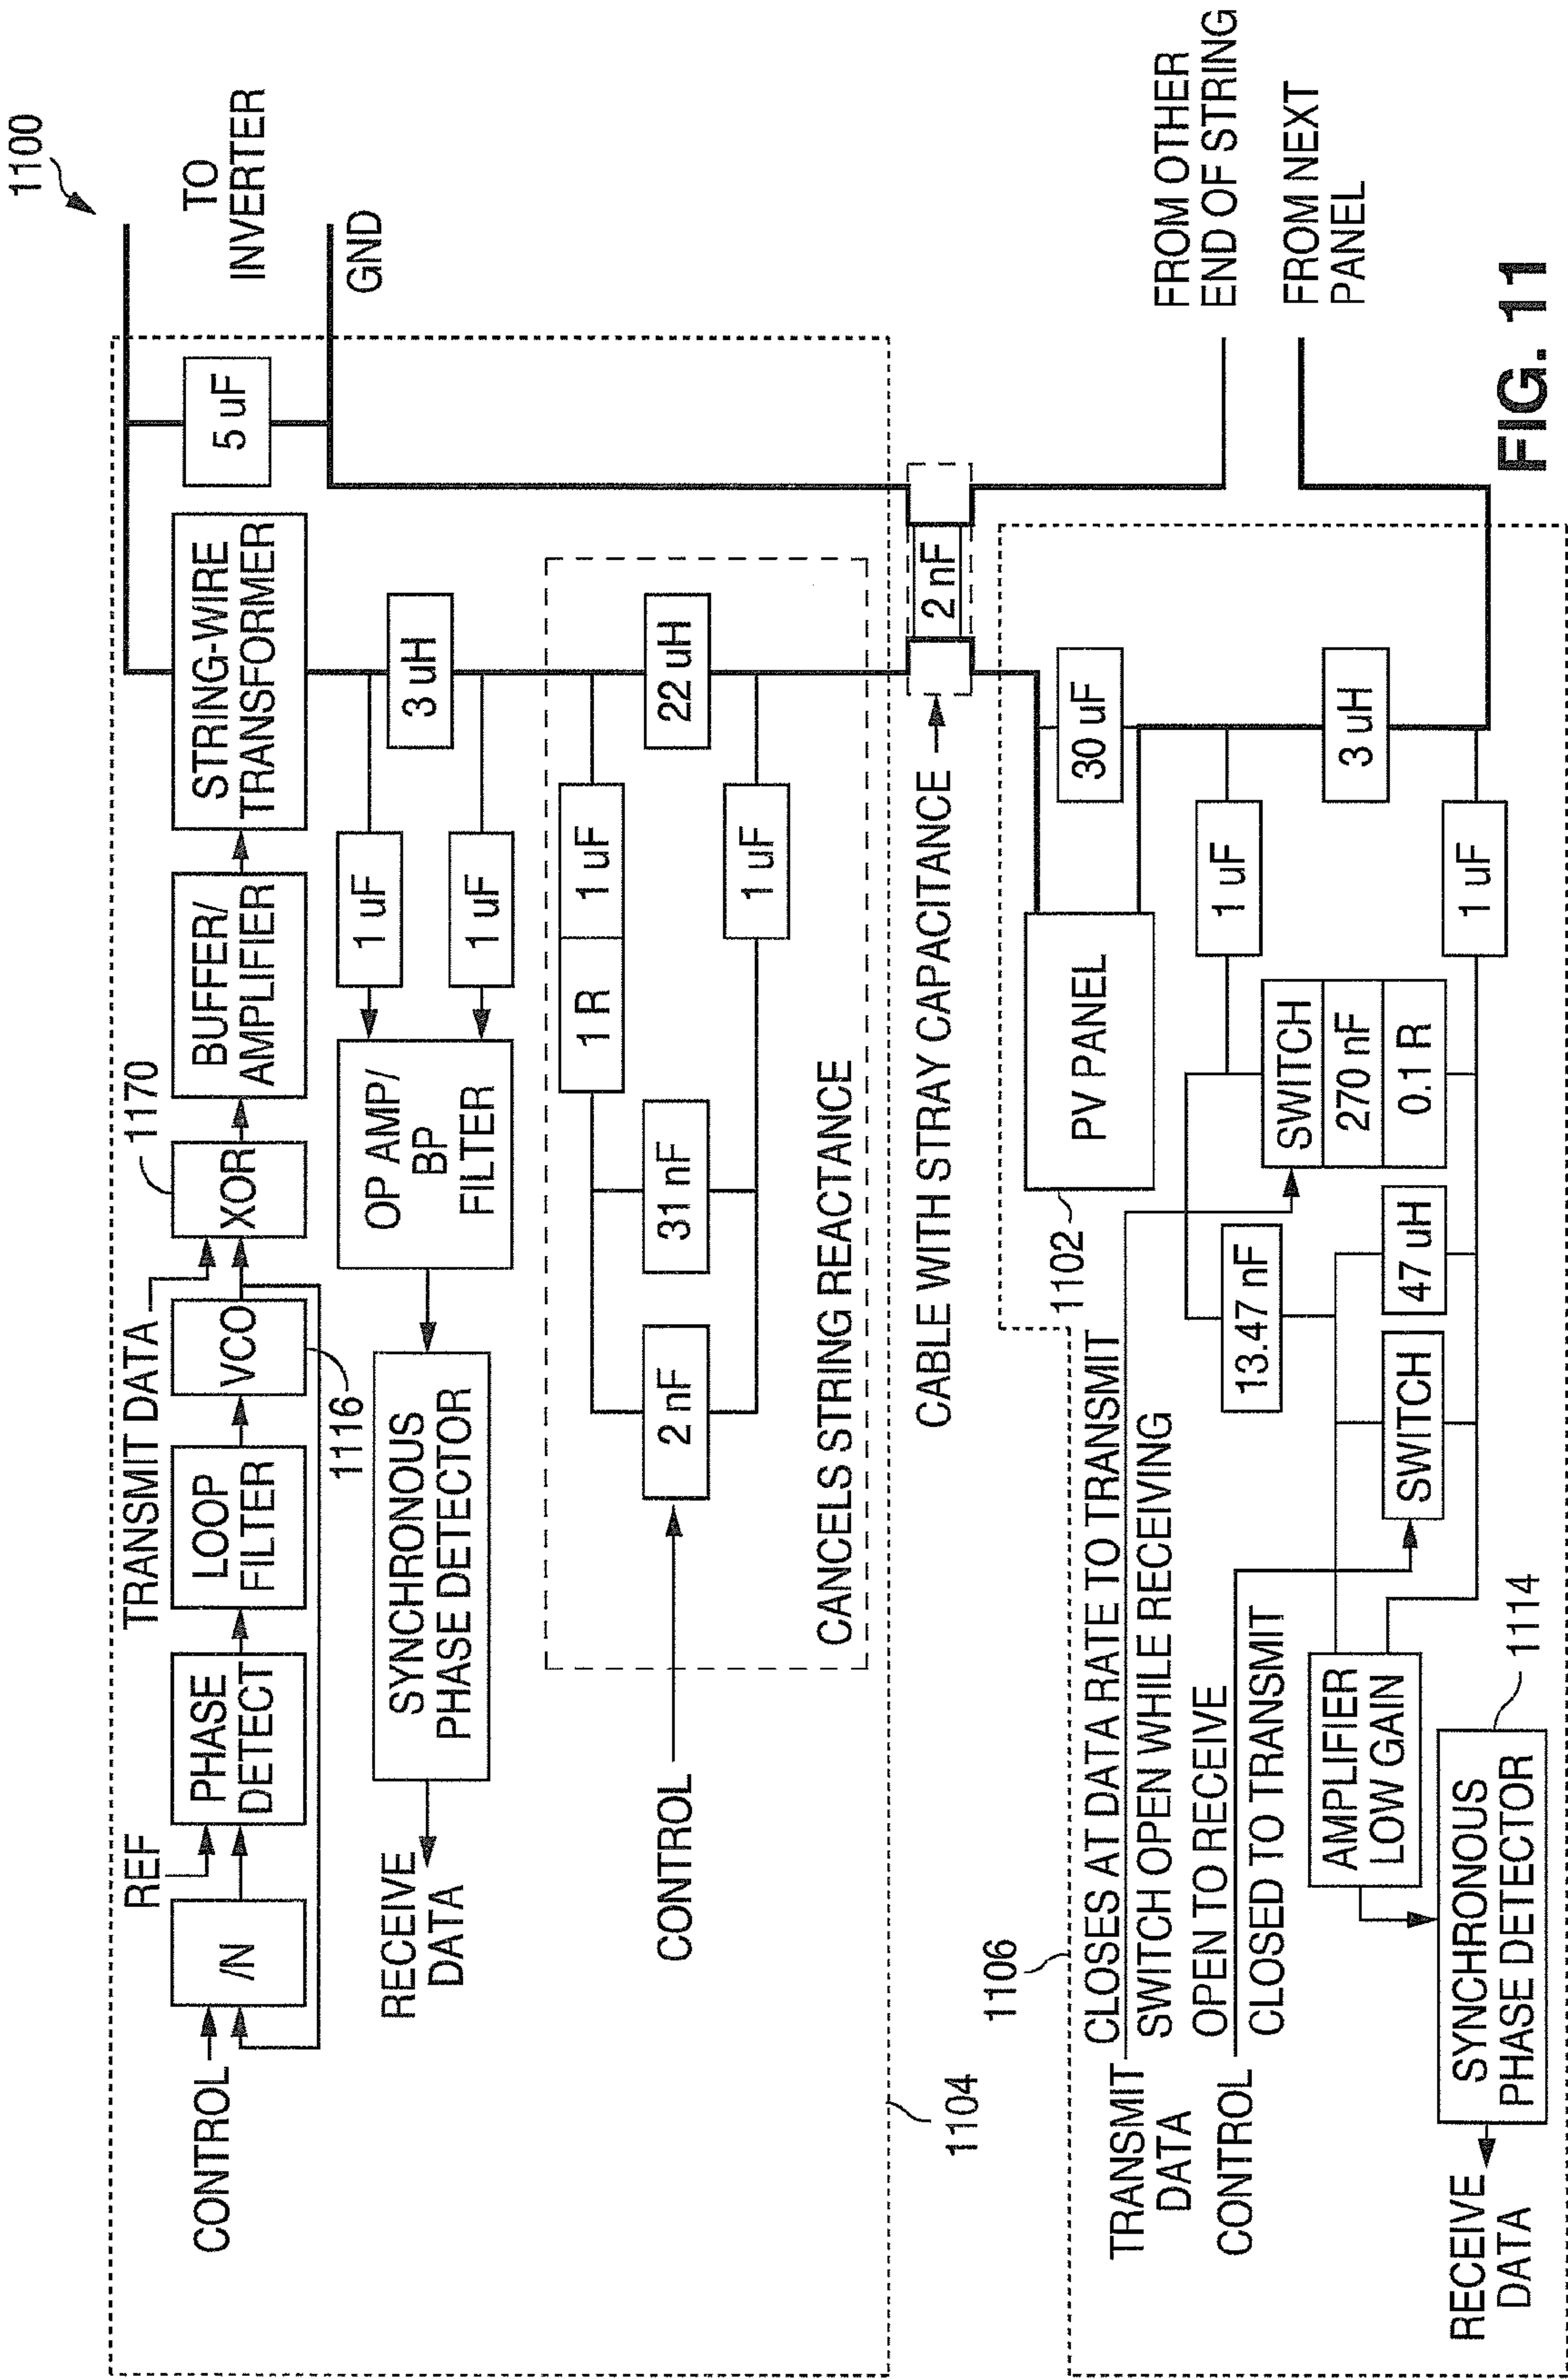 1100
TO
INVERTER
GND
5 uF
STRING-WIRE
TRANSFORMER
BUFFER/
AMPLIFIER
1170
XOR
TRANSMIT DATA
VCO
1116
LOOP
FILTER
PHASE
DETECT
REF
/N
CONTROL
3 uH
1 uF
1 uF
OP AMP/
BP
FILTER
SYNCHRONOUS
PHASE DETECTOR
RECEIVE
DATA
22 uH
1 R
1 uF
1 uF
31 nF
2 nF
CONTROL
CANCELS STRING REACTANCE
1104
2 nF
CABLE WITH STRAY CAPACITANCE
FROM OTHER
END OF STRING
FROM NEXT
PANEL
PV PANEL
1102
30 uF
3 uH
1 uF
1 uF
SWITCH
270 nF
0.1 R
13.47 nF
47 uH
SWITCH
1106
TRANSMIT
DATA
CLOSES AT DATA RATE TO TRANSMIT
SWITCH OPEN WHILE RECEIVING
CONTROL
OPEN TO RECEIVE
CLOSED TO TRANSMIT
AMPLIFIER
LOW GAIN
1114
SYNCHRONOUS
PHASE DETECTOR
RECEIVE
DATA
FIG. 11